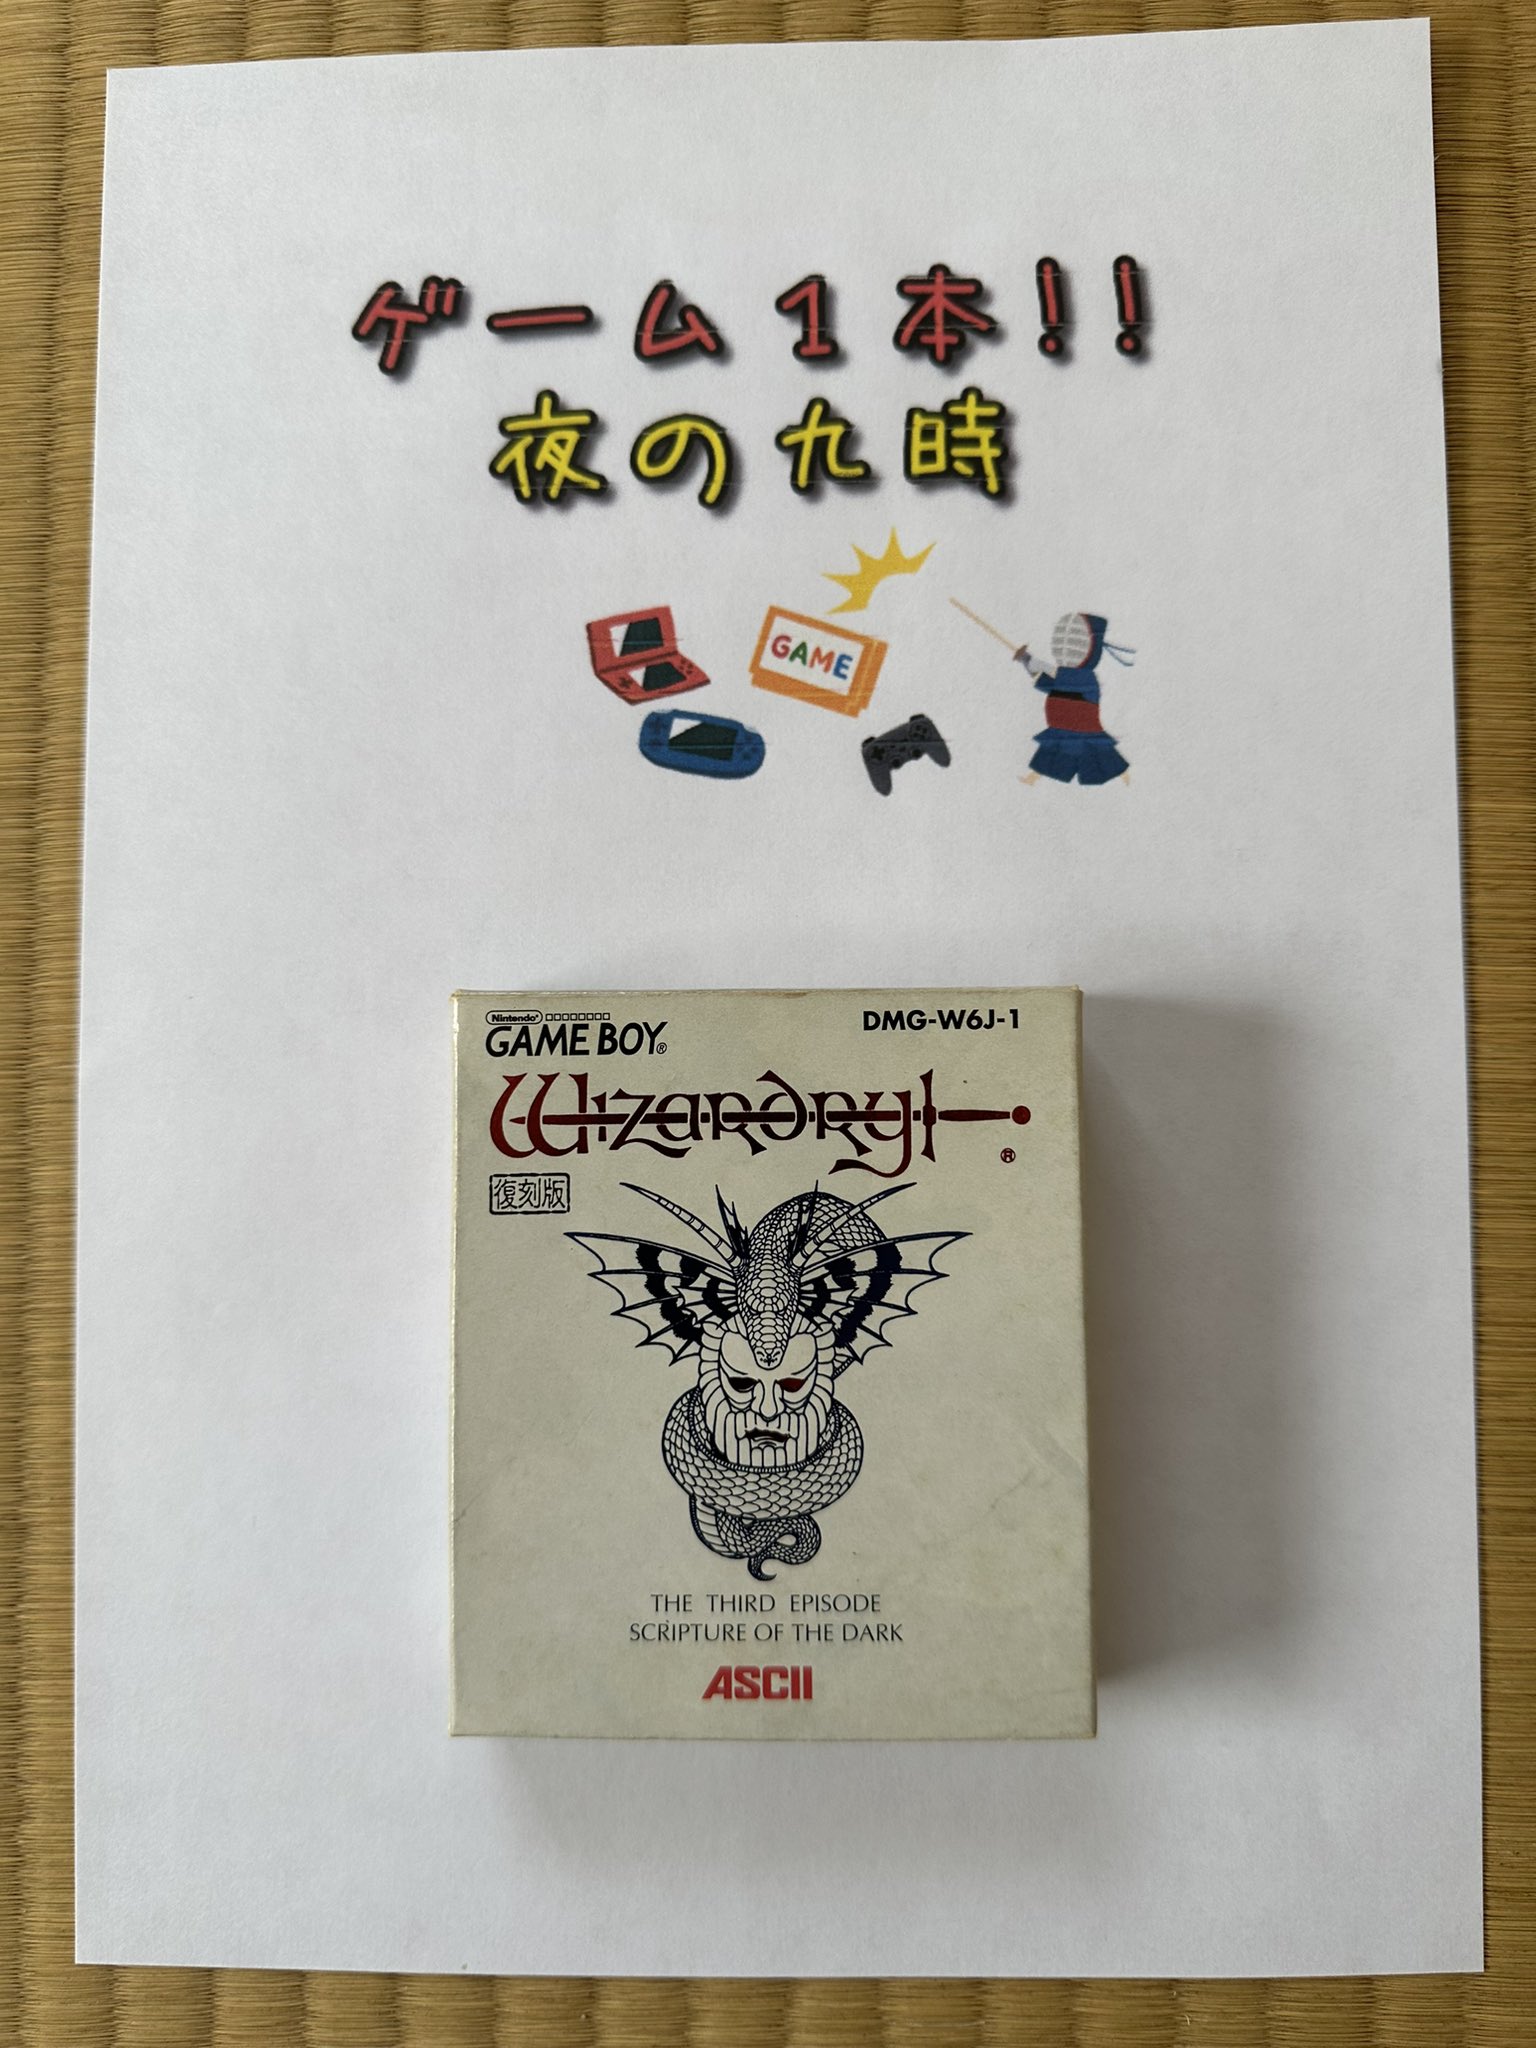 ゲーム1本!!
夜の九時
GAME
Nintendo®
GAME BOY®
DMG-W6J-1
Wizardry®
復刻版
THE THIRD EPISODE
SCRIPTURE OF THE DARK
ASCII